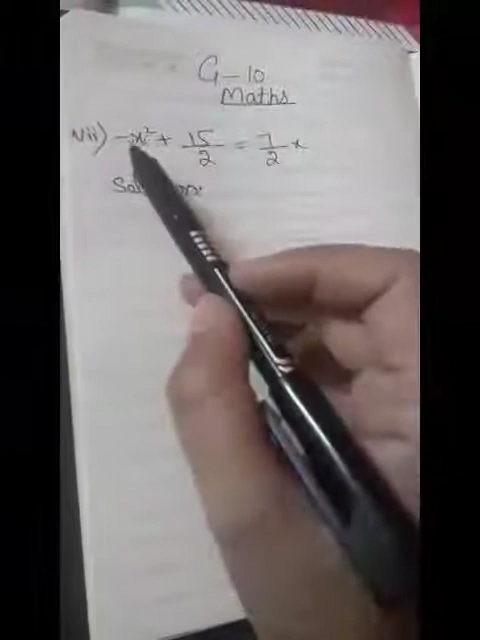 G-10
Maths
vii) -x² + 15/2 = 7/2 x